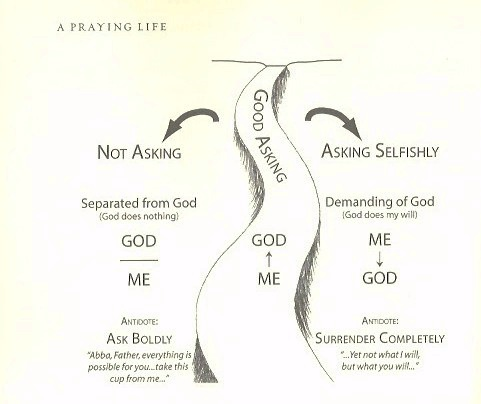 A PRAYING LIFE
GOOD ASKING
NOT ASKING
Separated from God
(God does nothing)
GOD
ME
ANTIDOTE:
ASK BOLDLY
"Abba, Father, everything is
possible for you...take this
cup from me..."
GOD
ME
ASKING SELFISHLY
Demanding of God
(God does my will)
ME
GOD
ANTIDOTE:
SURRENDER COMPLETELY
"...Yet not what I will,
but what you will..."